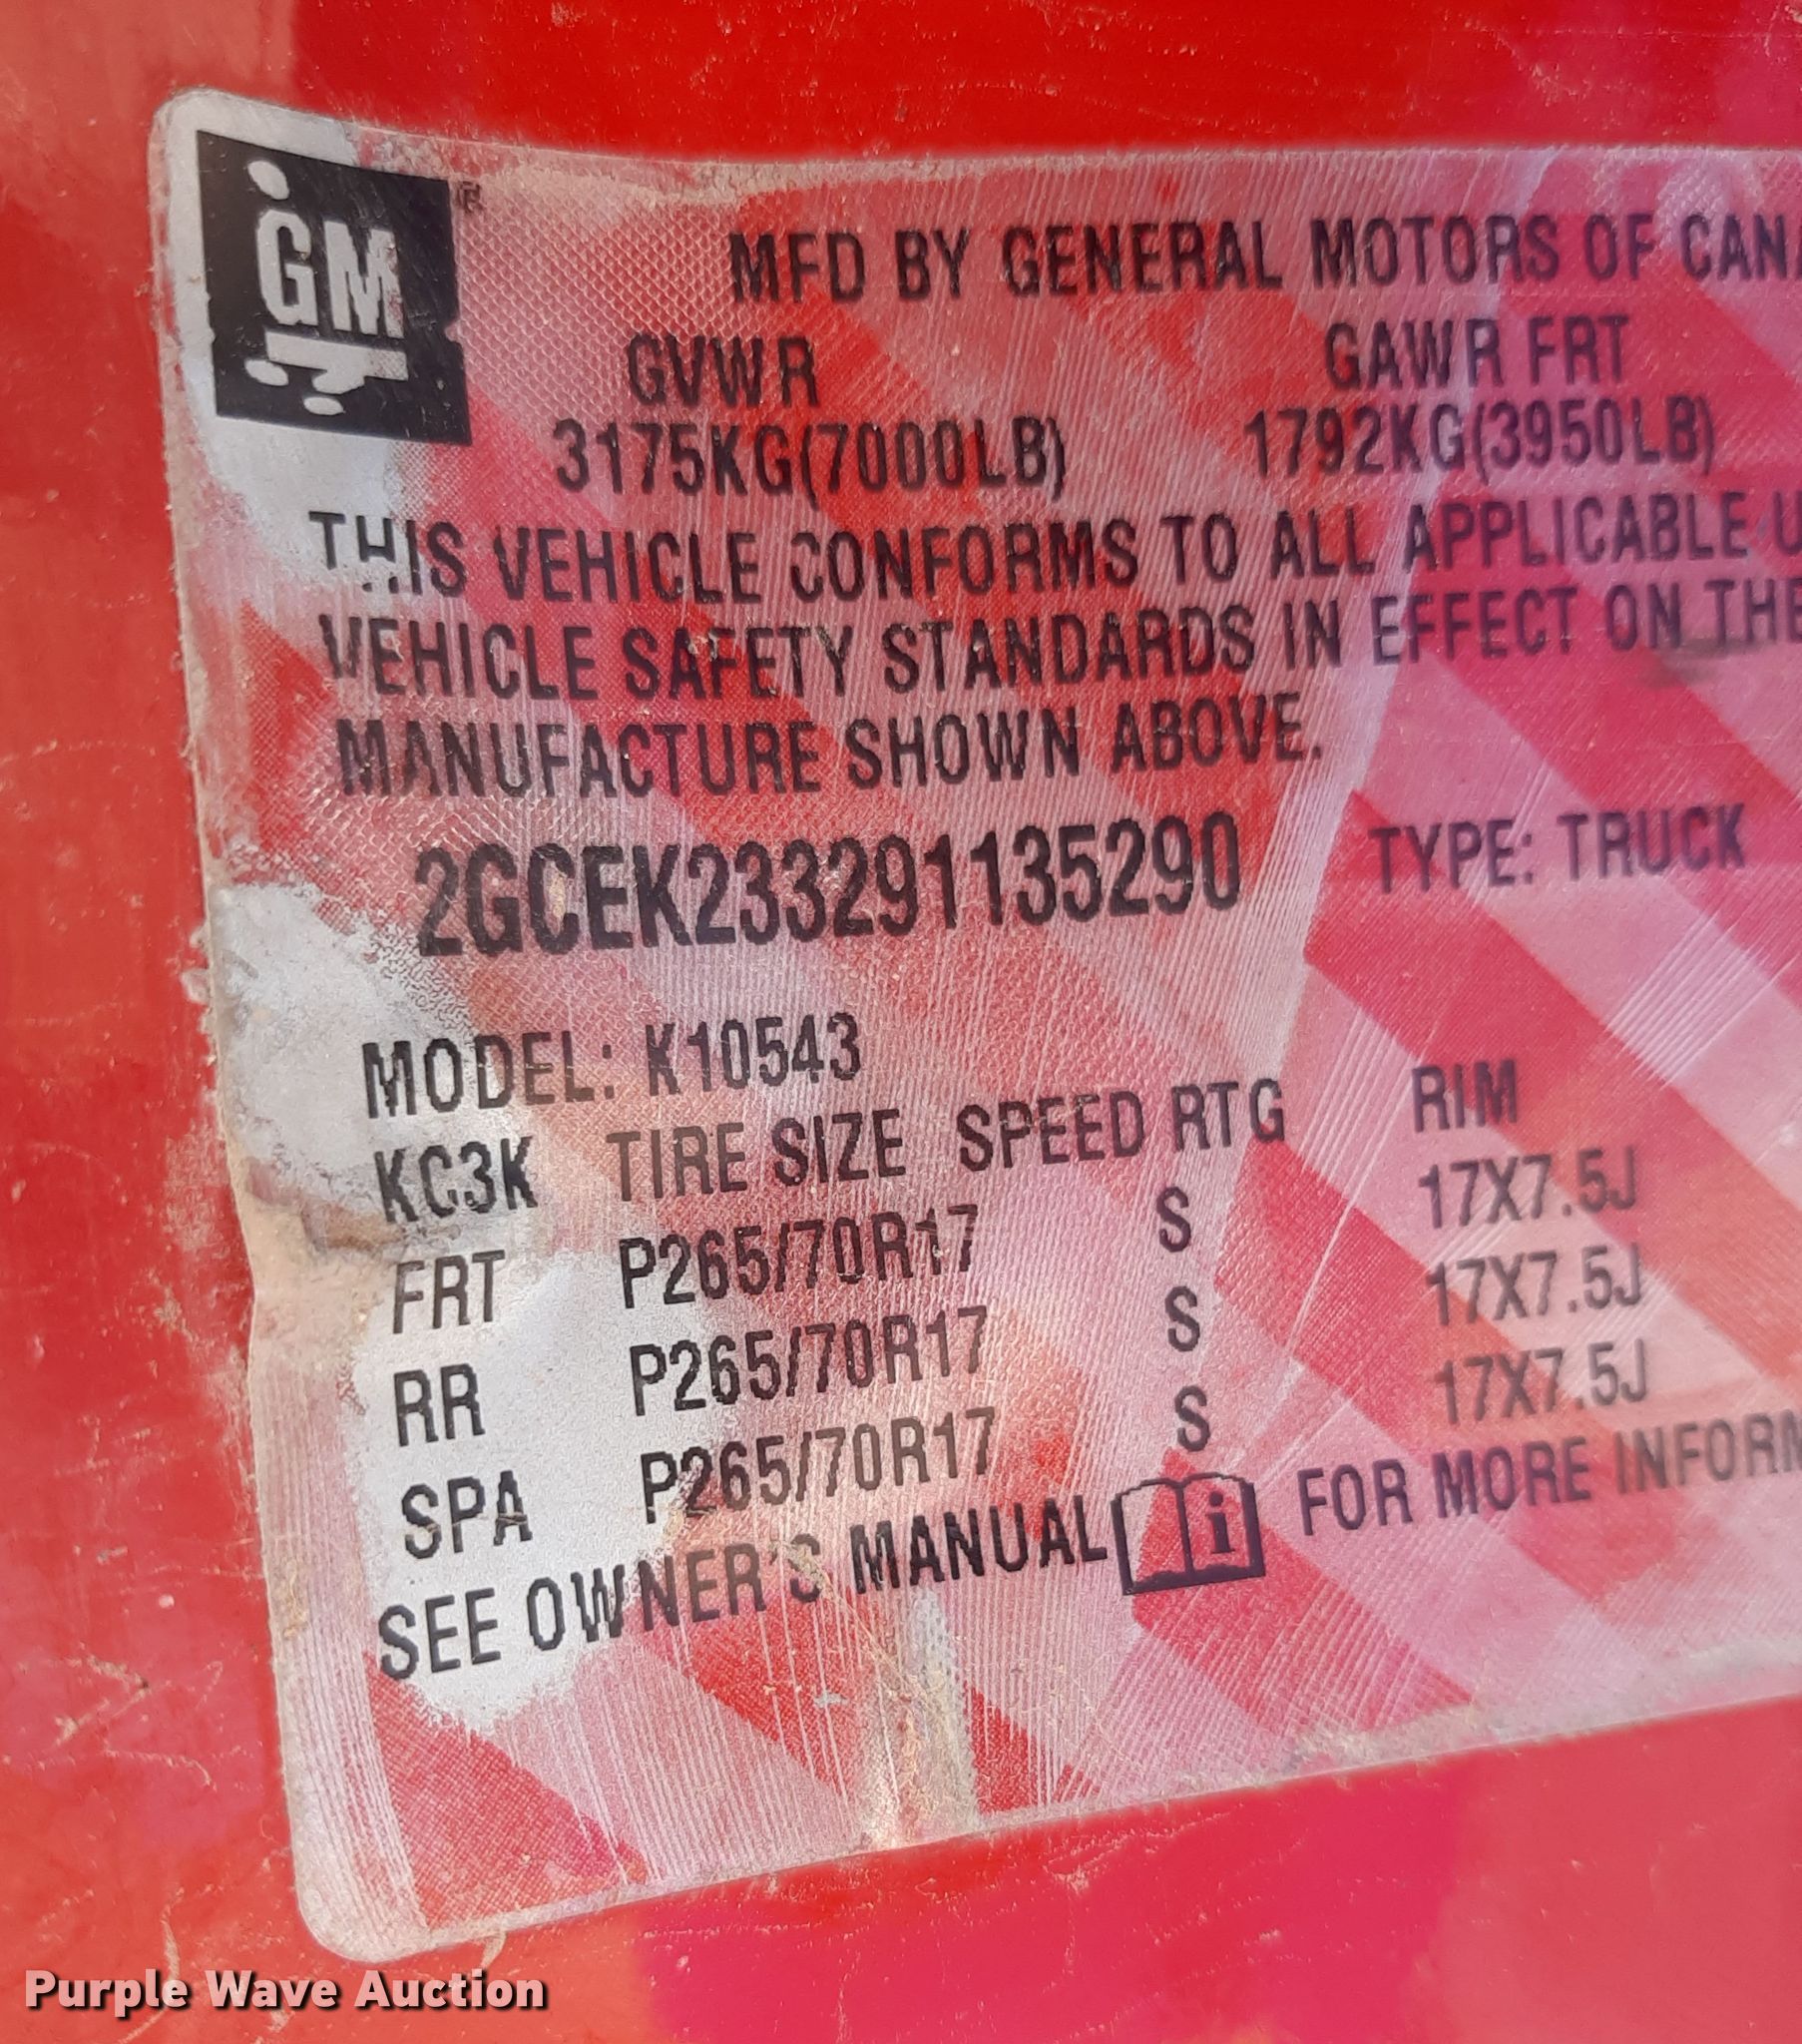 GM ®
MFD BY GENERAL MOTORS OF CAN
GVWR GAWR FRT
3175KG(7000LB) 1792KG(3950LB)
THIS VEHICLE CONFORMS TO ALL APPLICABLE U
VEHICLE SAFETY STANDARDS IN EFFECT ON THE
MANUFACTURE SHOWN ABOVE.
2GCEK233291135290 TYPE: TRUCK
MODEL: K10543
KC3K TIRE SIZE SPEED RTG RIM
FRT P265/70R17 S 17X7.5J
RR P265/70R17 S 17X7.5J
SPA P265/70R17 S 17X7.5J
SEE OWNER'S MANUAL i FOR MORE INFORM
Purple Wave Auction